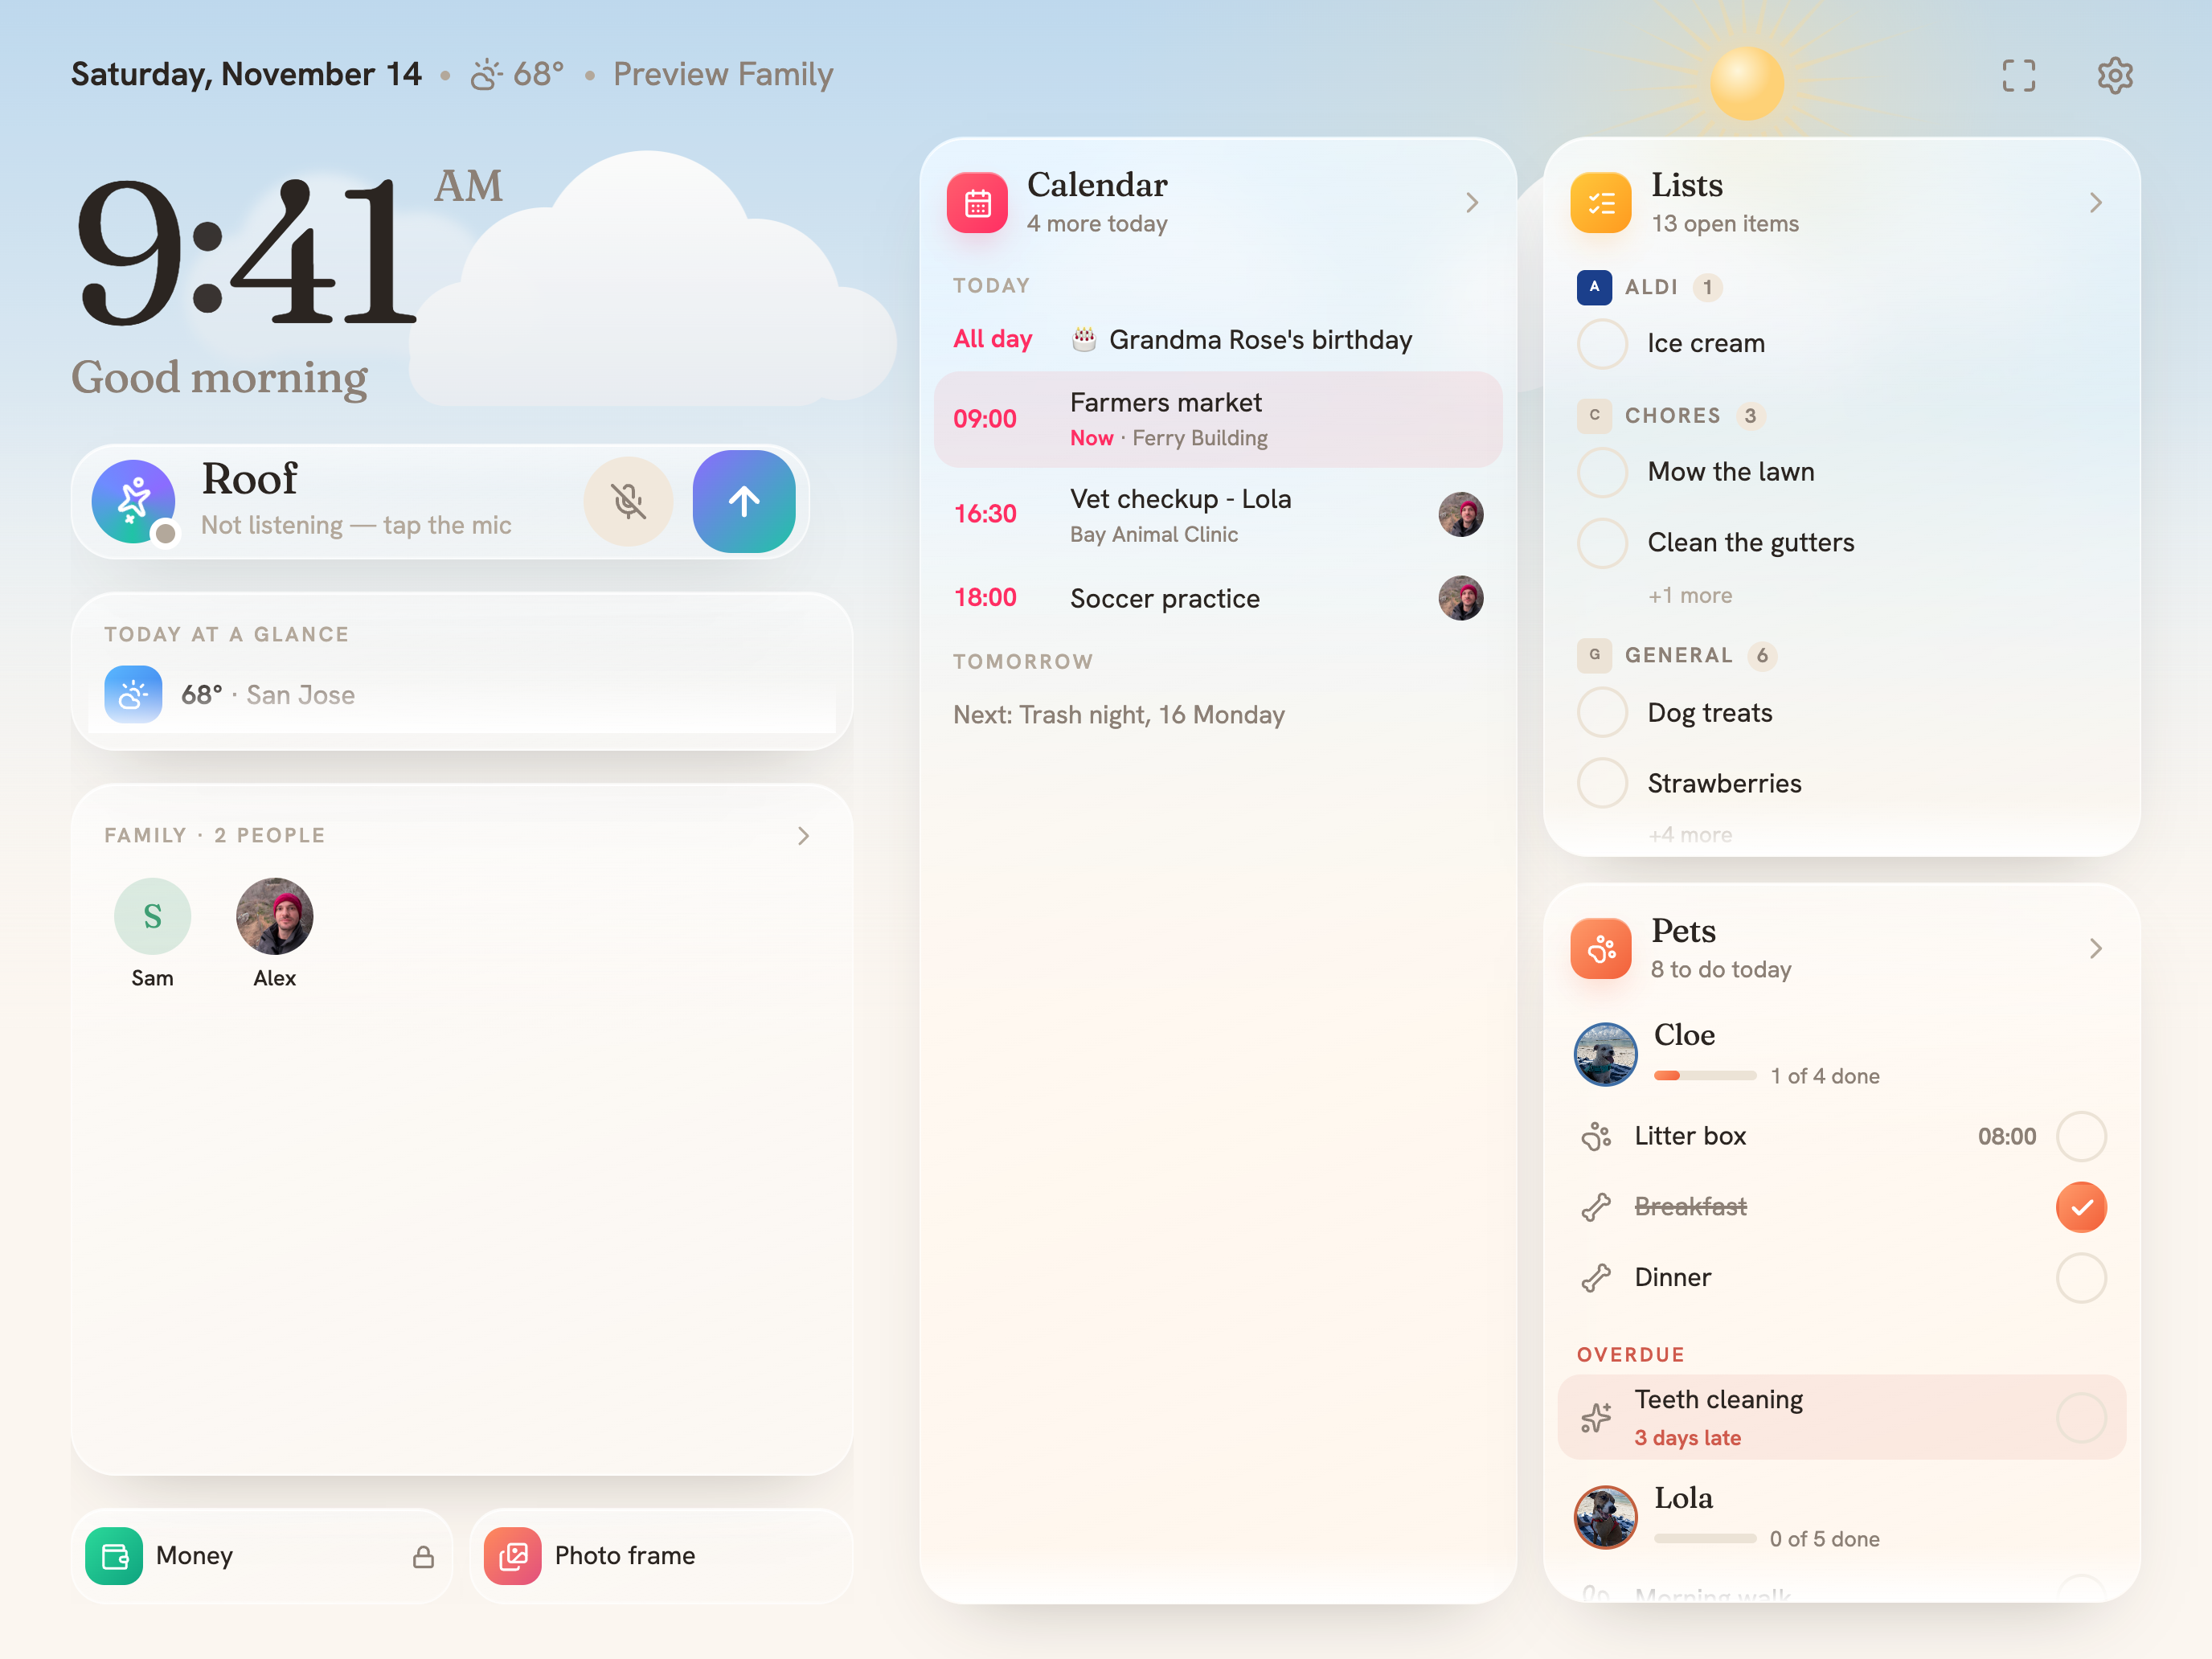 Saturday, November 14 • 68° • Preview Family
9:41 AM
Good morning
Roof
Not listening — tap the mic
TODAY AT A GLANCE
68° · San Jose
FAMILY · 2 PEOPLE
S
Sam
Alex
Money
Photo frame
Calendar
4 more today
TODAY
All day Grandma Rose's birthday
09:00 Farmers market
Now · Ferry Building
16:30 Vet checkup - Lola
Bay Animal Clinic
18:00 Soccer practice
TOMORROW
Next: Trash night, 16 Monday
Lists
13 open items
A ALDI 1
Ice cream
C CHORES 3
Mow the lawn
Clean the gutters
+1 more
G GENERAL 6
Dog treats
Strawberries
+4 more
Pets
8 to do today
Cloe
1 of 4 done
Litter box 08:00
Breakfast
Dinner
OVERDUE
Teeth cleaning
3 days late
Lola
0 of 5 done
Morning walk